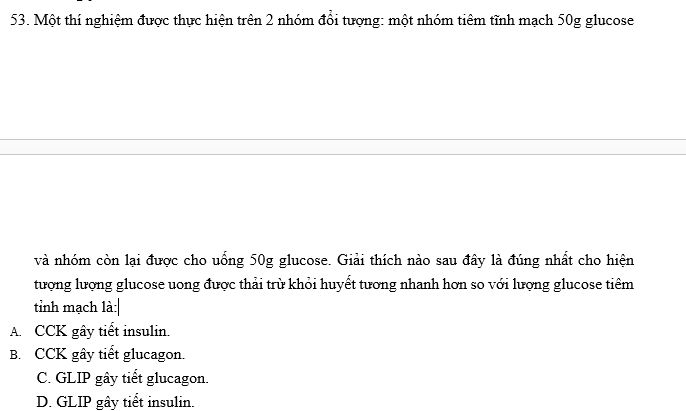 53. Một thí nghiệm được thực hiện trên 2 nhóm đối tượng: một nhóm tiêm tĩnh mạch 50g glucose
và nhóm còn lại được cho uống 50g glucose. Giải thích nào sau đây là đúng nhất cho hiện
tượng lượng glucose uong được thải trừ khỏi huyết tương nhanh hơn so với lượng glucose tiêm
tỉnh mạch là:
A. CCK gây tiết insulin.
B. CCK gây tiết glucagon.
C. GLIP gây tiết glucagon.
D. GLIP gây tiết insulin.